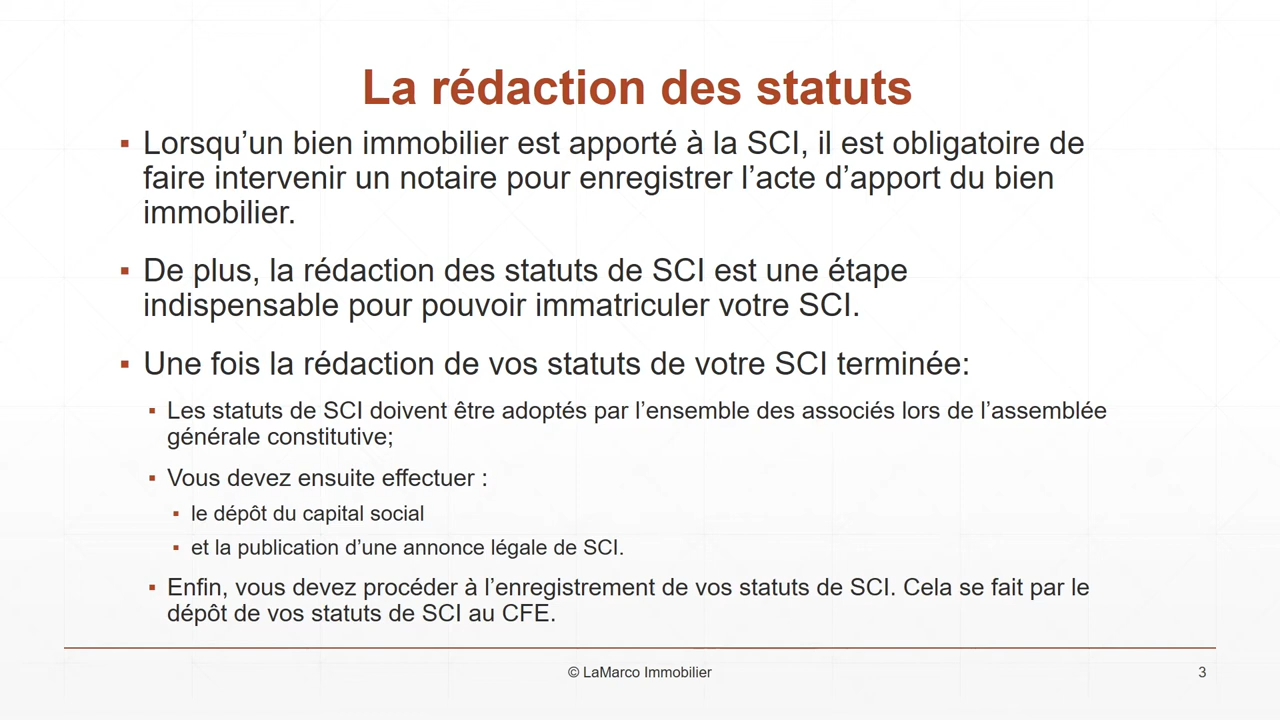 La rédaction des statuts
▪ Lorsqu’un bien immobilier est apporté à la SCI, il est obligatoire de
faire intervenir un notaire pour enregistrer l’acte d’apport du bien
immobilier.
▪ De plus, la rédaction des statuts de SCI est une étape
indispensable pour pouvoir immatriculer votre SCI.
▪ Une fois la rédaction de vos statuts de votre SCI terminée:
▪ Les statuts de SCI doivent être adoptés par l’ensemble des associés lors de l’assemblée
générale constitutive;
▪ Vous devez ensuite effectuer :
▪ le dépôt du capital social
▪ et la publication d’une annonce légale de SCI.
▪ Enfin, vous devez procéder à l’enregistrement de vos statuts de SCI. Cela se fait par le
dépôt de vos statuts de SCI au CFE.
© LaMarco Immobilier
3